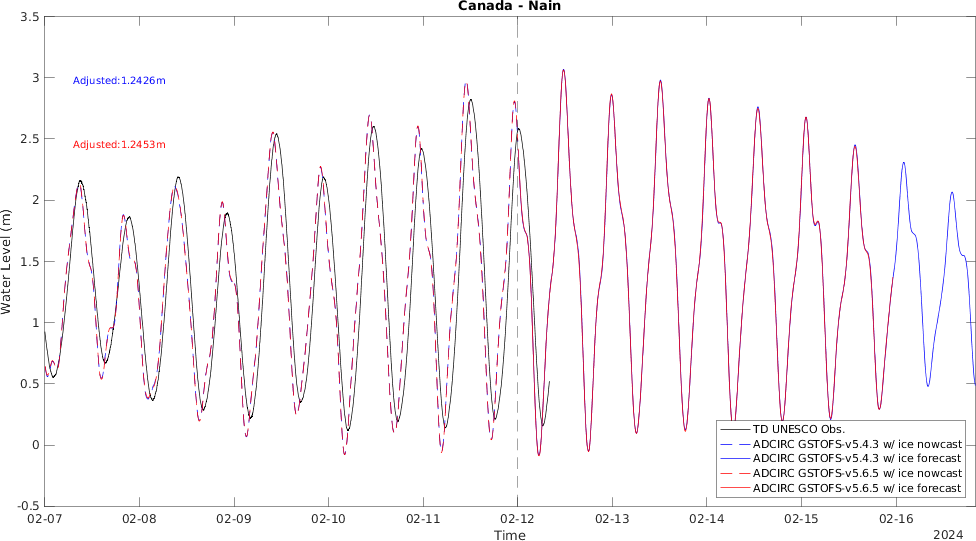 Canada - Nain
3.5
3
2.5
2
1.5
1
0.5
0
-0.5
Water Level (m)
Adjusted:1.2426m
Adjusted:1.2453m
TD UNESCO Obs.
ADCIRC GSTOFS-v5.4.3 w/ ice nowcast
ADCIRC GSTOFS-v5.4.3 w/ ice forecast
ADCIRC GSTOFS-v5.6.5 w/ ice nowcast
ADCIRC GSTOFS-v5.6.5 w/ ice forecast
02-07 02-08 02-09 02-10 02-11 02-12 02-13 02-14 02-15 02-16
Time
2024